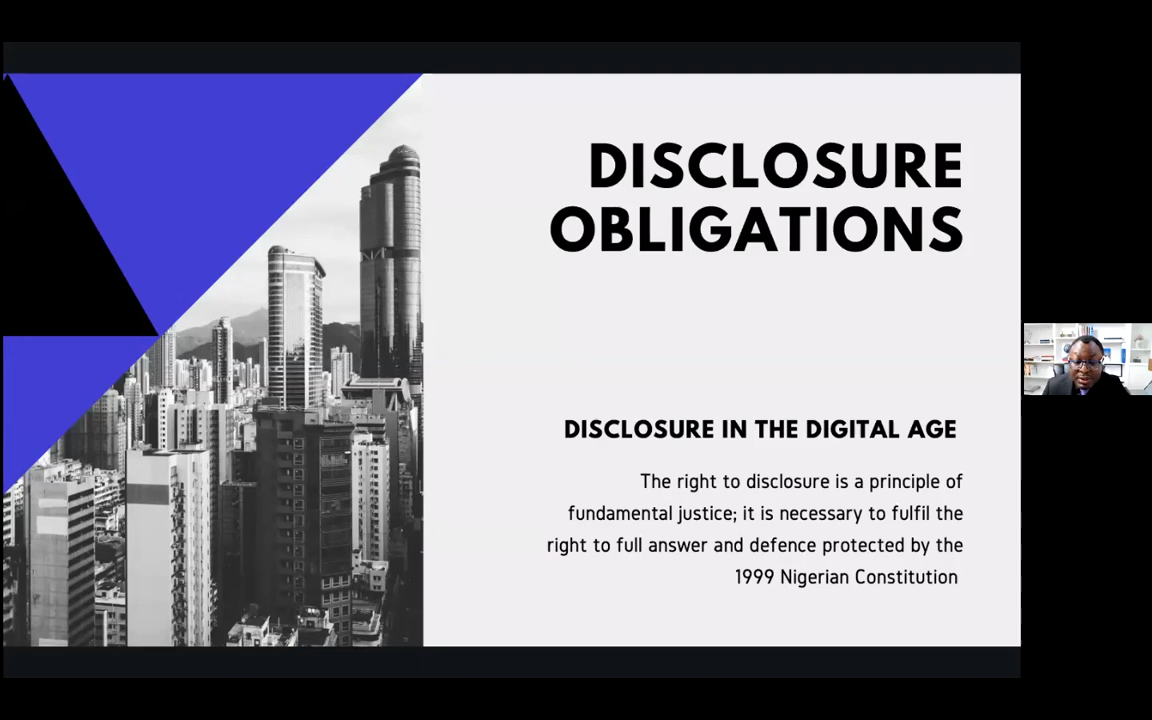 DISCLOSURE
OBLIGATIONS
DISCLOSURE IN THE DIGITAL AGE
The right to disclosure is a principle of
fundamental justice; it is necessary to fulfil the
right to full answer and defence protected by the
1999 Nigerian Constitution